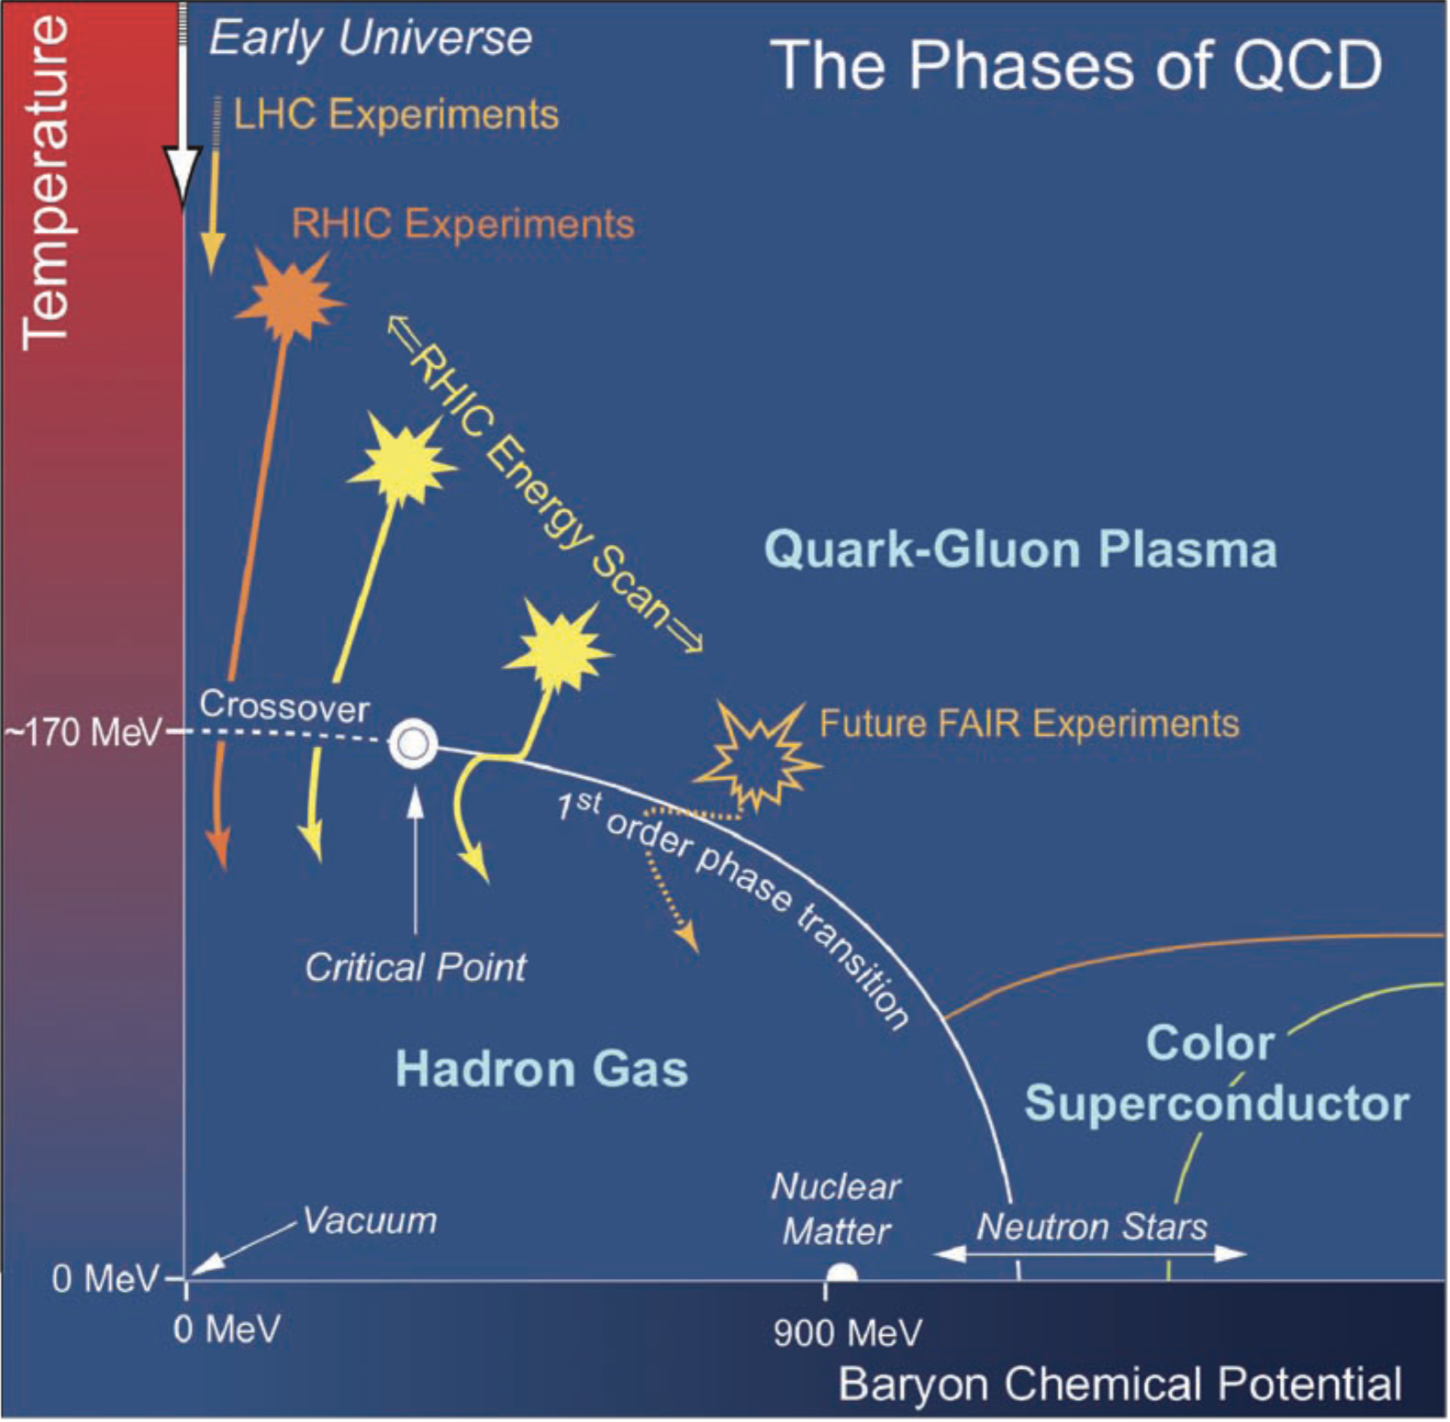 The Phases of QCD
Temperature
Early Universe
LHC Experiments
RHIC Experiments
⇐RHIC Energy Scan⇒
Quark-Gluon Plasma
Crossover
~170 MeV
Future FAIR Experiments
1st order phase transition
Critical Point
Hadron Gas
Color
Superconductor
Nuclear
Matter
Neutron Stars
Vacuum
0 MeV
0 MeV
900 MeV
Baryon Chemical Potential